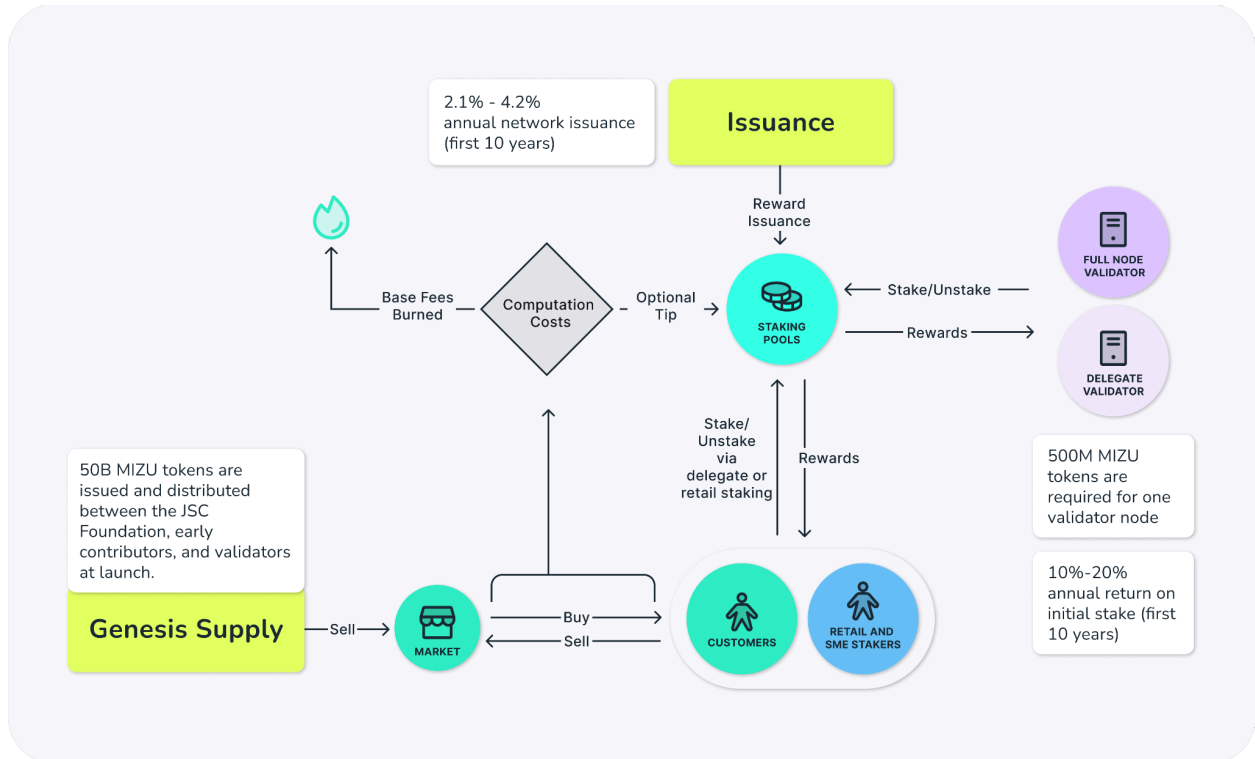 2.1% - 4.2%
annual network issuance
(first 10 years)
Issuance
Reward
Issuance
FULL NODE
VALIDATOR
Base Fees
Burned
Computation
Costs
Optional
Tip
STAKING
POOLS
Stake/Unstake
Rewards
DELEGATE
VALIDATOR
Stake/
Unstake
via
delegate or
retail staking
Rewards
500M MIZU
tokens are
required for one
validator node
50B MIZU tokens are
issued and distributed
between the JSC
Foundation, early
contributors, and validators
at launch.
10%-20%
annual return on
initial stake (first
10 years)
Genesis Supply
Sell
MARKET
Buy
Sell
CUSTOMERS
RETAIL AND
SME STAKERS